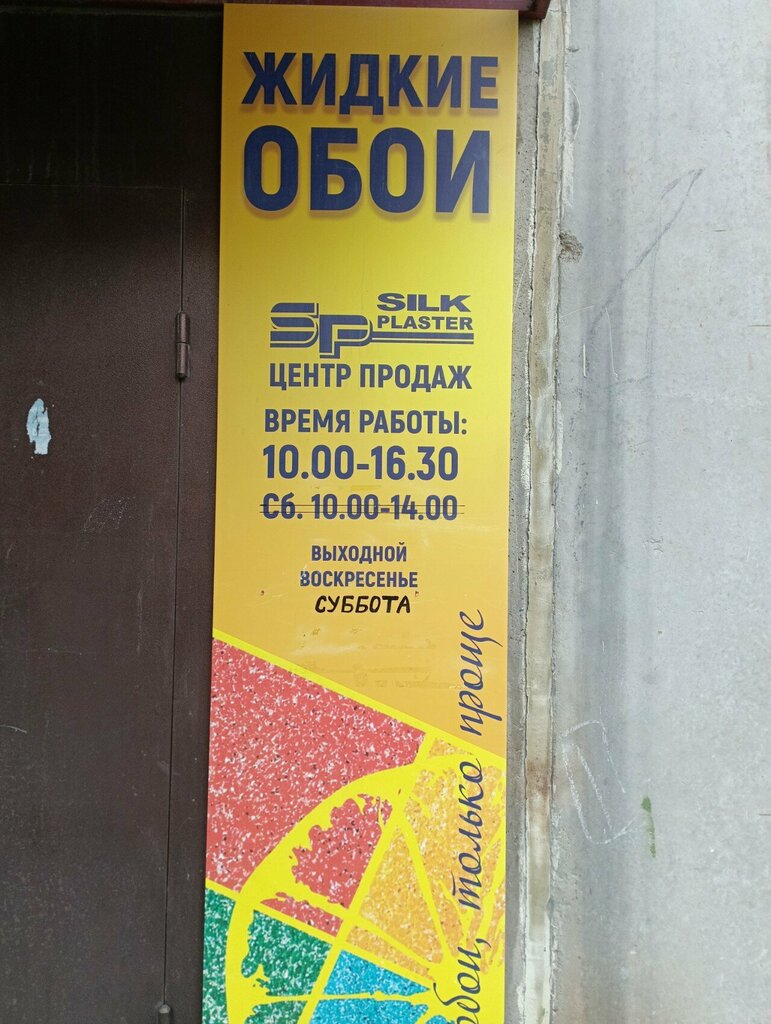 ЖИДКИЕ
ОБОИ
SP SILK
PLASTER
ЦЕНТР ПРОДАЖ
ВРЕМЯ РАБОТЫ:
10.00-16.30
Сб. 10.00-14.00
ВЫХОДНОЙ
ВОСКРЕСЕНЬЕ
СУББОТА
только проще